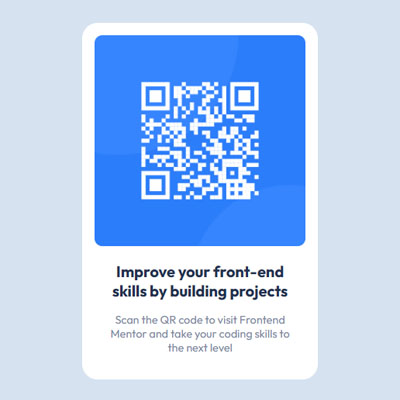 Improve your front-end
skills by building projects
Scan the QR code to visit Frontend
Mentor and take your coding skills to
the next level